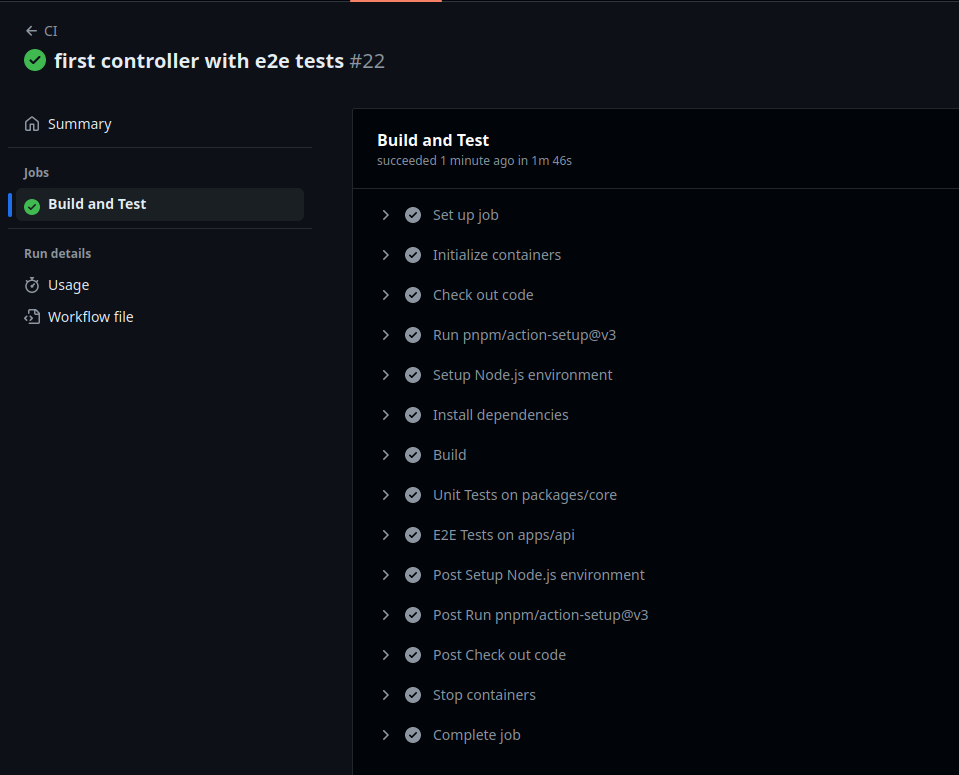 CI
first controller with e2e tests #22
Summary
Jobs
Build and Test
Run details
Usage
Workflow file
Build and Test
succeeded 1 minute ago in 1m 46s
Set up job
Initialize containers
Check out code
Run pnpm/action-setup@v3
Setup Node.js environment
Install dependencies
Build
Unit Tests on packages/core
E2E Tests on apps/api
Post Setup Node.js environment
Post Run pnpm/action-setup@v3
Post Check out code
Stop containers
Complete job